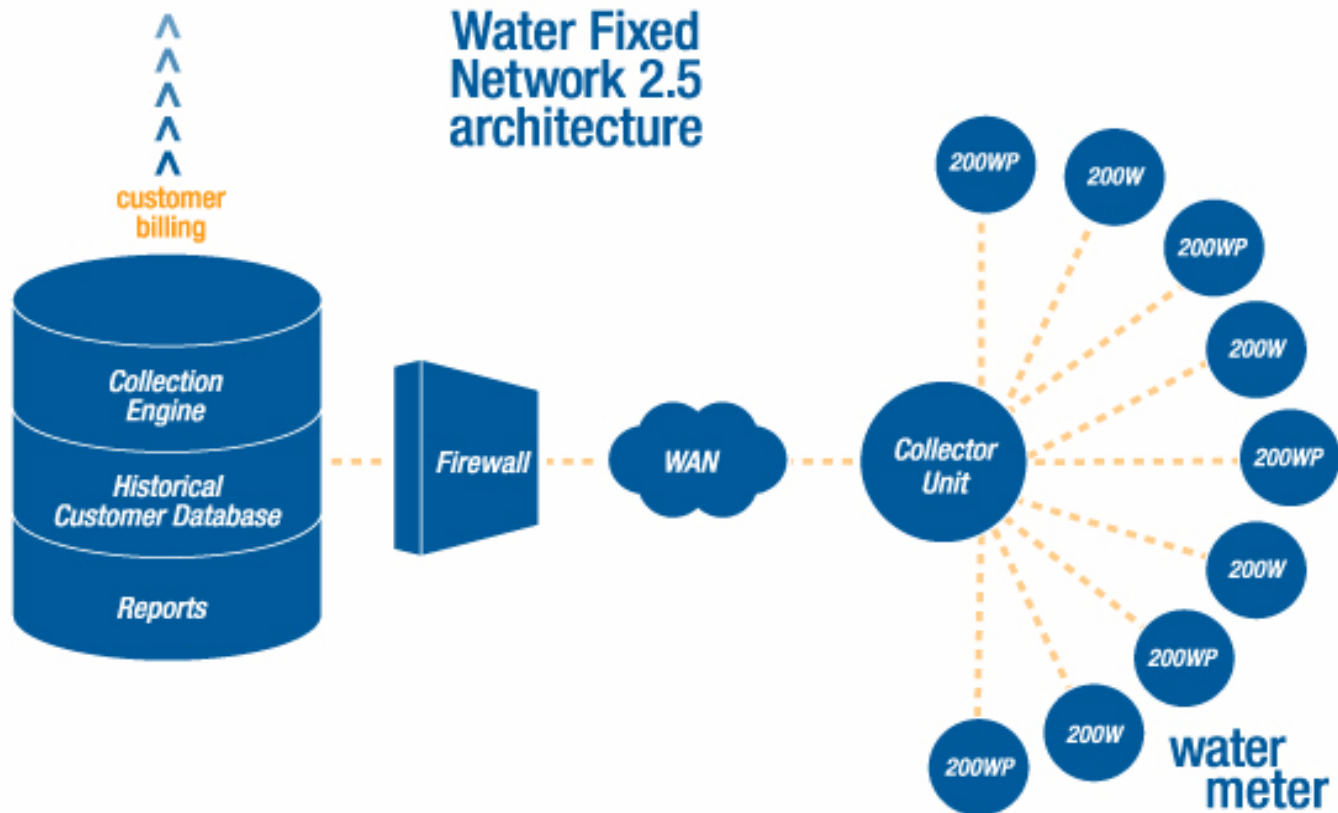 Water Fixed
Network 2.5
architecture
customer
billing
Collection
Engine
Historical
Customer Database
Reports
Firewall
WAN
Collector
Unit
200WP
200W
200WP
200W
200WP
200W
200WP
200W
200WP
water
meter